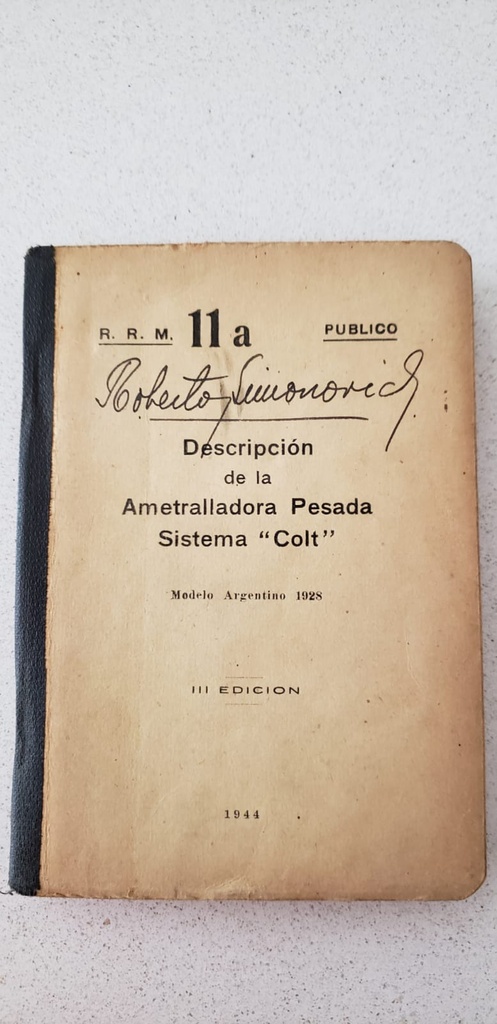 R. R. M. 11 a PUBLICO
Roberto Simonovich
Descripción
de la
Ametralladora Pesada
Sistema “Colt”
Modelo Argentino 1928
III EDICION
1944